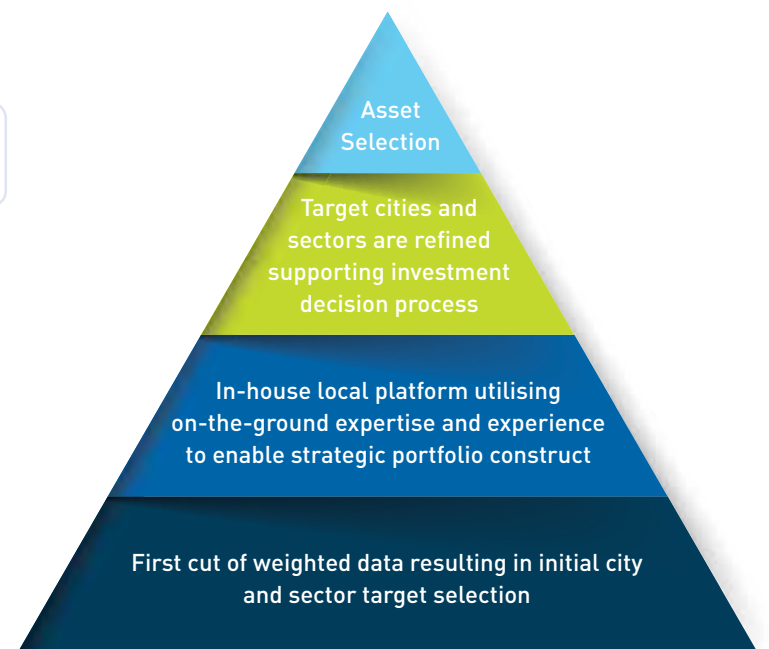 Asset
Selection
Target cities and
sectors are refined
supporting investment
decision process
In-house local platform utilising
on-the-ground expertise and experience
to enable strategic portfolio construct
First cut of weighted data resulting in initial city
and sector target selection